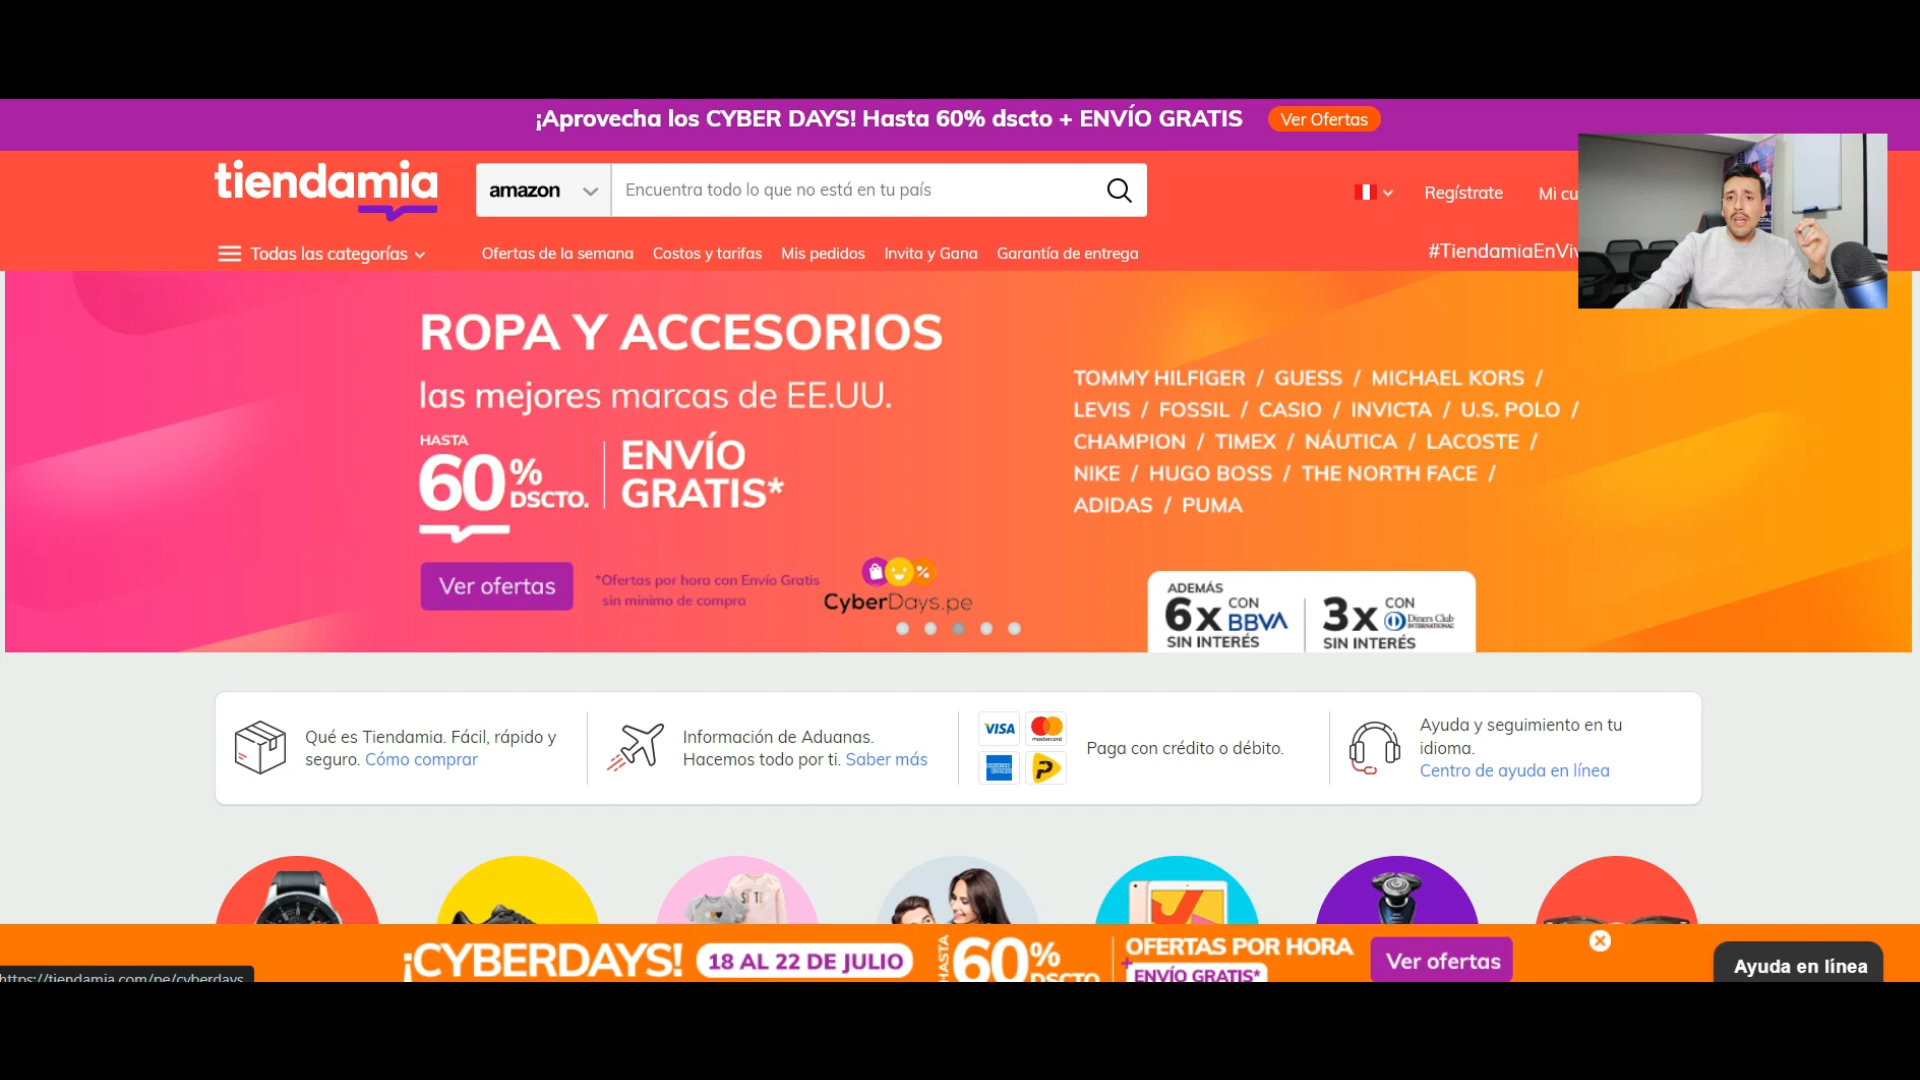 ¡Aprovecha los CYBER DAYS! Hasta 60% dscto + ENVÍO GRATIS
Ver Ofertas
tiendamia
amazon
Encuentra todo lo que no está en tu país
Regístrate
Mi cu
Todas las categorías
Ofertas de la semana
Costos y tarifas
Mis pedidos
Invita y Gana
Garantía de entrega
#TiendamiaEnViv
ROPA Y ACCESORIOS
las mejores marcas de EE.UU.
HASTA
60% DSCTO.
ENVÍO
GRATIS*
TOMMY HILFIGER / GUESS / MICHAEL KORS /
LEVIS / FOSSIL / CASIO / INVICTA / U.S. POLO /
CHAMPION / TIMEX / NÁUTICA / LACOSTE /
NIKE / HUGO BOSS / THE NORTH FACE /
ADIDAS / PUMA
Ver ofertas
*Ofertas por hora con Envío Gratis
sin minimo de compra
CyberDays.pe
ADEMÁS
6x CON BBVA
SIN INTERÉS
3x CON Diners Club INTERNATIONAL
SIN INTERÉS
Qué es Tiendamia. Fácil, rápido y
seguro. Cómo comprar
Información de Aduanas.
Hacemos todo por ti. Saber más
VISA
mastercard
Paga con crédito o débito.
Ayuda y seguimiento en tu
idioma.
Centro de ayuda en línea
¡CYBERDAYS!
18 AL 22 DE JULIO
HASTA
60% DSCTO
OFERTAS POR HORA
+ ENVÍO GRATIS*
Ver ofertas
Ayuda en línea
https://tiendamia.com/pe/cyberdays